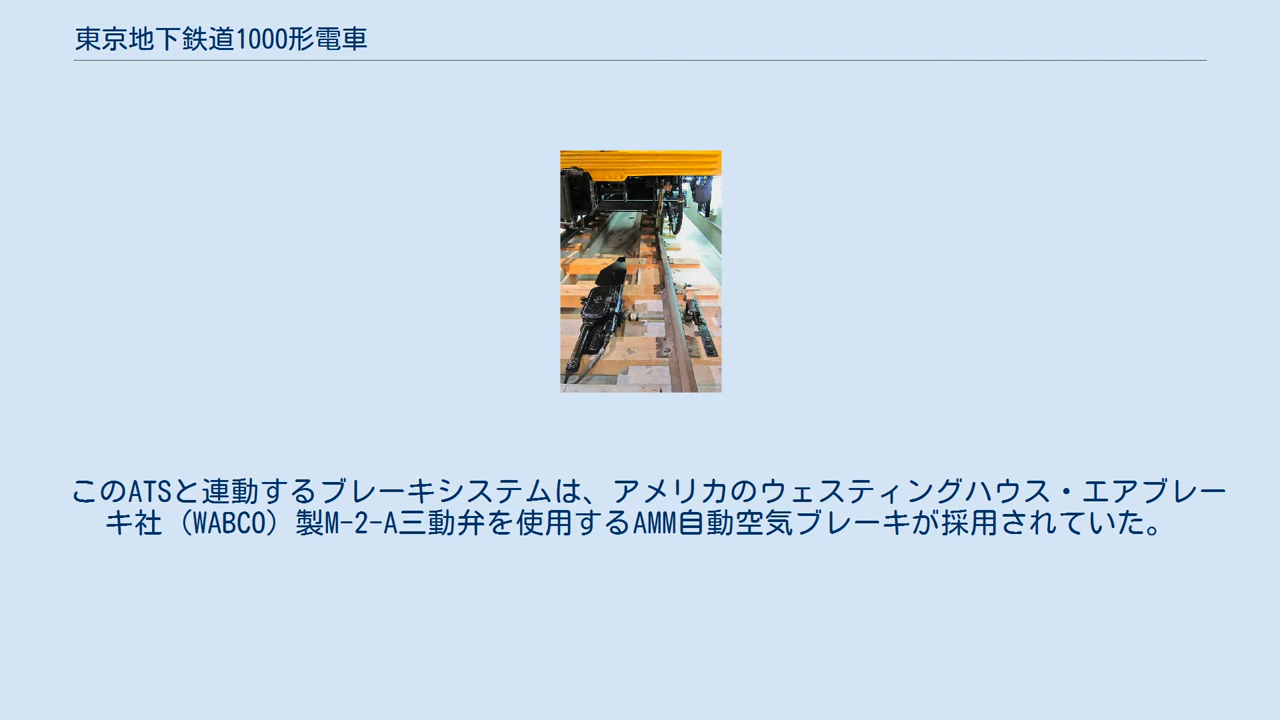 東京地下鉄道1000形電車
このATSと連動するブレーキシステムは、アメリカのウェスティングハウス・エアブレー
キ社（WABCO）製M-2-A三動弁を使用するAMM自動空気ブレーキが採用されていた。